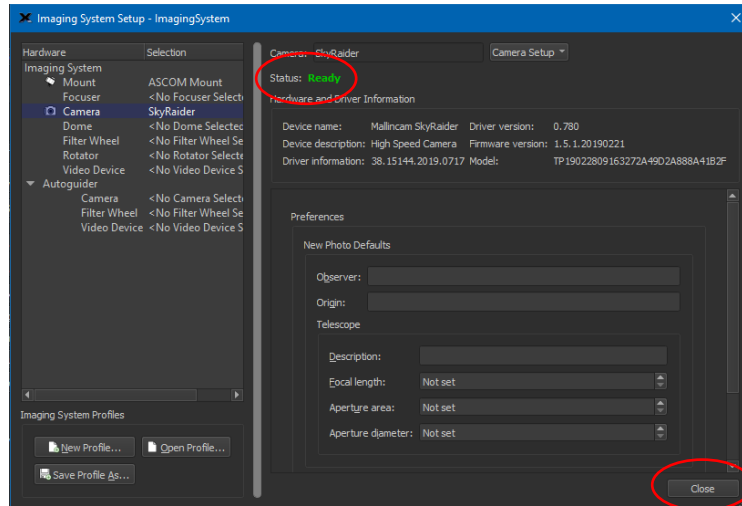 Imaging System Setup - ImagingSystem
Hardware Selection
Imaging System
Mount ASCOM Mount
Focuser <No Focuser Select
Camera SkyRaider
Dome <No Dome Selected
Filter Wheel <No Filter Wheel Se
Rotator <No Rotator Selecte
Video Device <No Video Device S
Autoguider
Camera <No Camera Select
Filter Wheel <No Filter Wheel Se
Video Device <No Video Device S
Imaging System Profiles
New Profile... Open Profile...
Save Profile As...
Camera: SkyRaider Camera Setup
Status: Ready
Hardware and Driver Information
Device name: Mallincam SkyRaider Driver version: 0.780
Device description: High Speed Camera Firmware version: 1.5.1.20190221
Driver information: 38.15144.2019.0717 Model: TP19022809163272A49D2A888A41B2F
Preferences
New Photo Defaults
Observer:
Origin:
Telescope
Description:
Focal length: Not set
Aperture area: Not set
Aperture diameter: Not set
Close